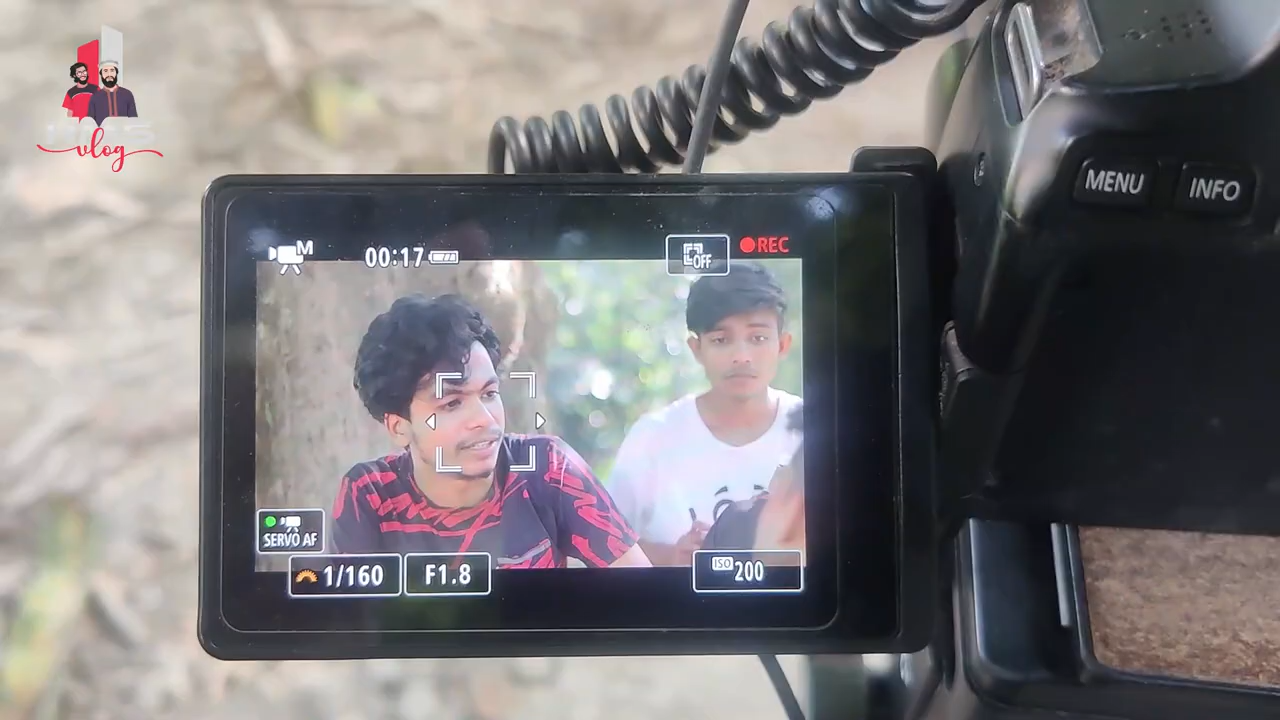 vlog
MENU INFO
M 00:17 OFF REC
SERVO AF
1/160 F1.8 ISO 200